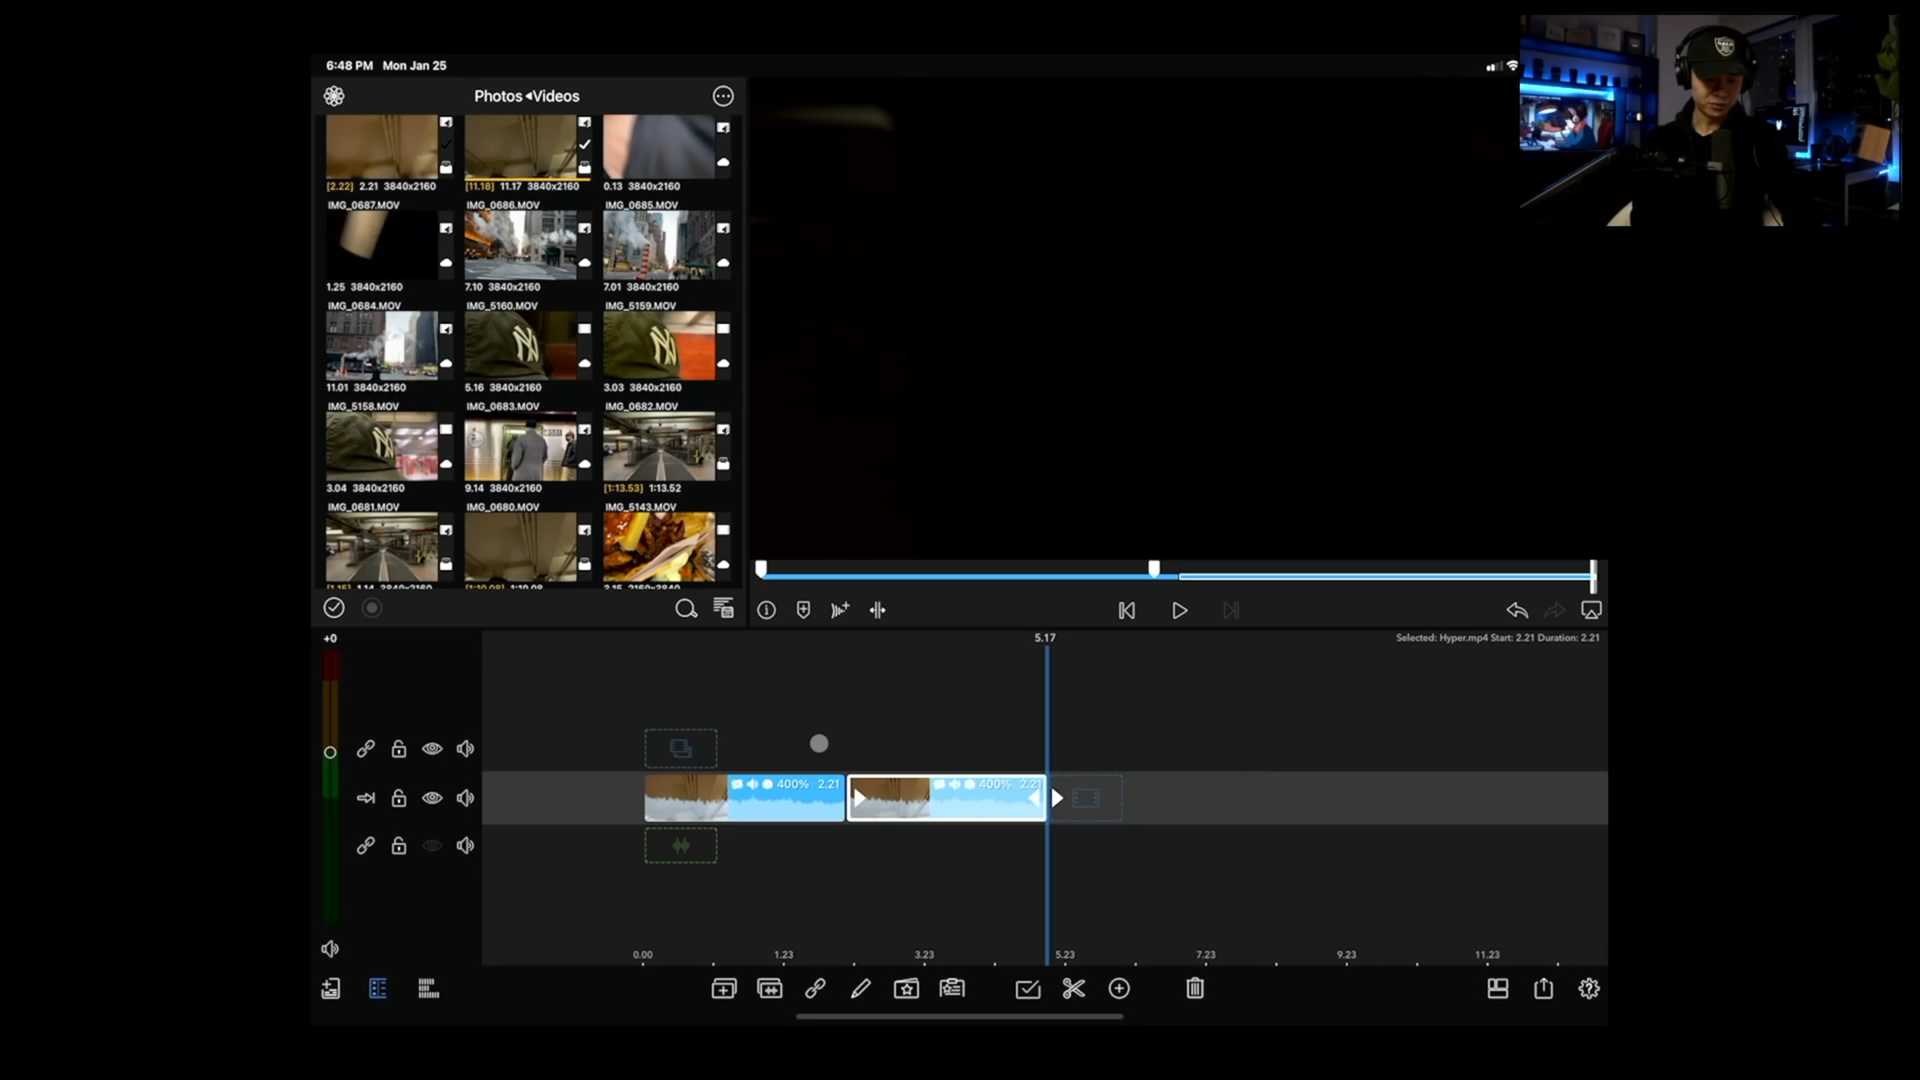 6:48 PM Mon Jan 25
Photos Videos
[2.22] 2.21 3840x2160
[11.18] 11.17 3840x2160
0.13 3840x2160
IMG_0687.MOV
IMG_0686.MOV
IMG_0685.MOV
1.25 3840x2160
7.10 3840x2160
7.01 3840x2160
IMG_0684.MOV
IMG_5160.MOV
IMG_5159.MOV
11.01 3840x2160
5.16 3840x2160
3.03 3840x2160
IMG_5158.MOV
IMG_0683.MOV
IMG_0682.MOV
3.04 3840x2160
9.14 3840x2160
[1:13.53] 1:13.52
IMG_0681.MOV
IMG_0680.MOV
IMG_5143.MOV
+0
5.17
Selected: Hyper.mp4 Start: 2.21 Duration: 2.21
400% 2.21
400% 2.21
0.00 1.23 3.23 5.23 7.23 9.23 11.23